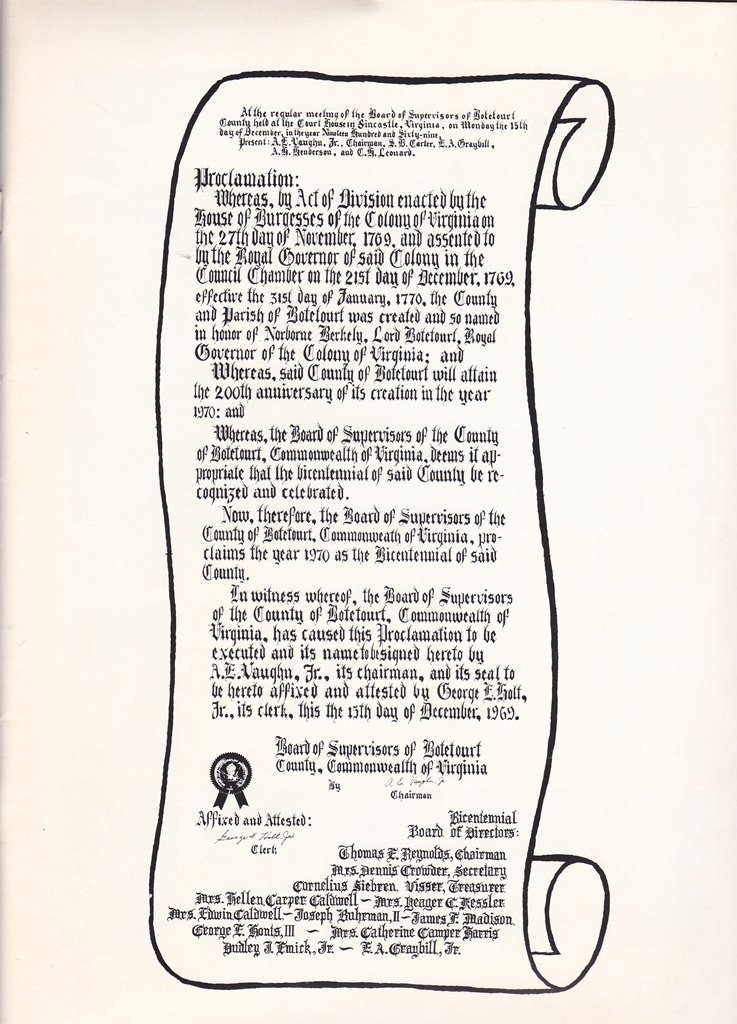 At the regular meeting of the Board of Supervisors of Botetourt
County held at the Court House in Fincastle, Virginia, on Monday the 15th
day of December, in the year Nineteen Hundred and Sixty-nine,
Present: A.E. Vaughn, Jr., Chairman, S.B. Carter, E.A. Graybill,
A.H. Henderson, and C.H. Leonard.
Proclamation:
Whereas, by Act of Division enacted by the
House of Burgesses of the Colony of Virginia on
the 27th day of November, 1769, and assented to
by the Royal Governor of said Colony in the
Council Chamber on the 21st day of December, 1769,
effective the 31st day of January, 1770, the County
and Parish of Botetourt was created and so named
in honor of Norborne Berkely, Lord Botetourt, Royal
Governor of the Colony of Virginia; and
Whereas, said County of Botetourt will attain
the 200th anniversary of its creation in the year
1970: and
Whereas, the Board of Supervisors of the County
of Botetourt, Commonwealth of Virginia, deems it ap-
propriate that the bicentennial of said County be re-
cognized and celebrated.
Now, therefore, the Board of Supervisors of the
County of Botetourt, Commonweath of Virginia, pro-
claims the year 1970 as the Bicentennial of said
County.
In witness whereof, the Board of Supervisors
of the County of Botetourt, Commonwealth of
Virginia, has caused this Proclamation to be
executed and its name to be signed hereto by
A.E. Vaughn, Jr., its chairman, and its seal to
be hereto affixed and attested by George E. Holt,
Jr., its clerk, this the 15th day of December, 1969.
Board of Supervisors of Botetourt
County, Commonwealth of Virginia
By A. E. Vaughn, Jr.
Chairman
Affixed and Attested:
George E. Holt Jr
Clerk
Bicentennial
Board of Directors:
Thomas E. Reynolds, Chairman
Mrs. Dennis Crowder, Secretary
Cornelius Siebren Visser, Treasurer
Mrs. Hellen Carper Caldwell ~ Mrs. Yeager C. Kessler
Mrs. Edwin Caldwell ~ Joseph Buhrman, II ~ James F. Madison
George E. Honts, III ~ Mrs. Catherine Camper Harris
Dudley J. Emick, Jr. ~ E.A. Graybill, Jr.